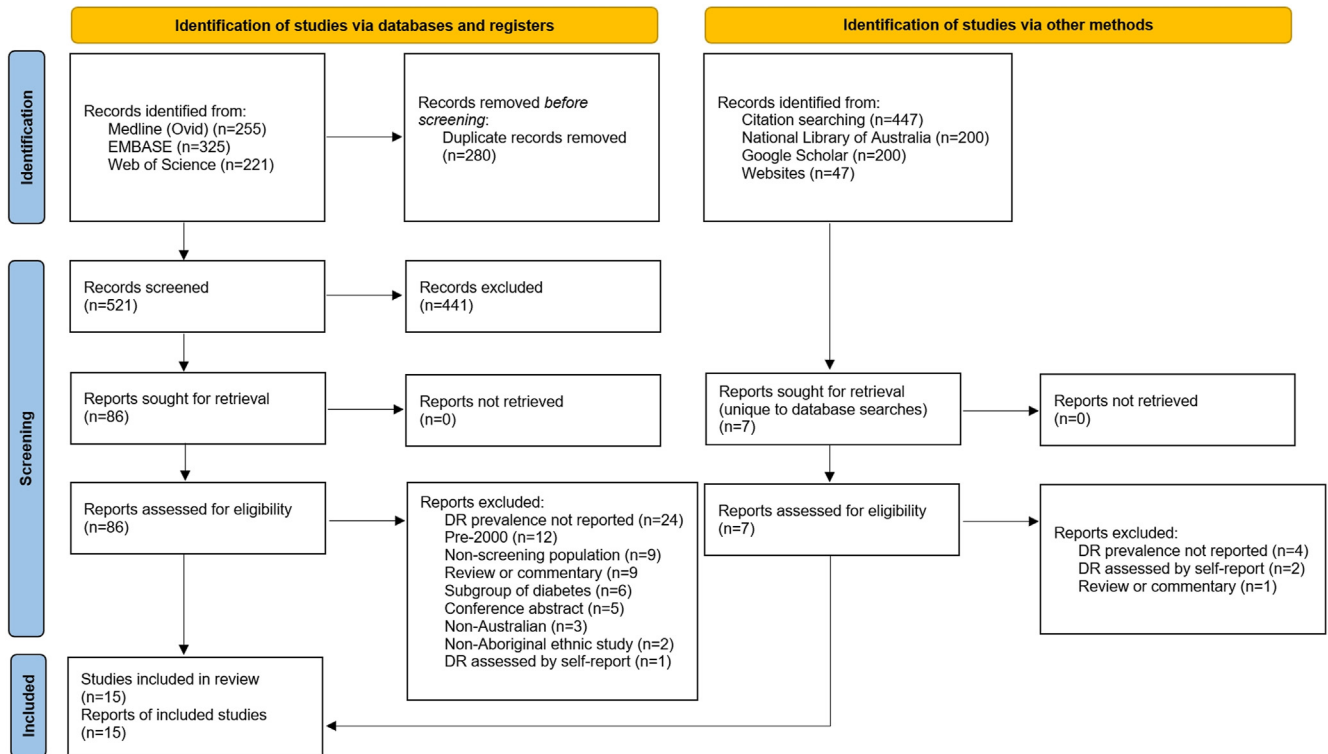 Identification of studies via databases and registers
Identification of studies via other methods
Identification
Records identified from:
Medline (Ovid) (n=255)
EMBASE (n=325)
Web of Science (n=221)
Records removed before
screening:
Duplicate records removed
(n=280)
Records identified from:
Citation searching (n=447)
National Library of Australia (n=200)
Google Scholar (n=200)
Websites (n=47)
Screening
Records screened
(n=521)
Records excluded
(n=441)
Reports sought for retrieval
(n=86)
Reports not retrieved
(n=0)
Reports sought for retrieval
(unique to database searches)
(n=7)
Reports not retrieved
(n=0)
Reports assessed for eligibility
(n=86)
Reports excluded:
DR prevalence not reported (n=24)
Pre-2000 (n=12)
Non-screening population (n=9)
Review or commentary (n=9
Subgroup of diabetes (n=6)
Conference abstract (n=5)
Non-Australian (n=3)
Non-Aboriginal ethnic study (n=2)
DR assessed by self-report (n=1)
Reports assessed for eligibility
(n=7)
Reports excluded:
DR prevalence not reported (n=4)
DR assessed by self-report (n=2)
Review or commentary (n=1)
Included
Studies included in review
(n=15)
Reports of included studies
(n=15)